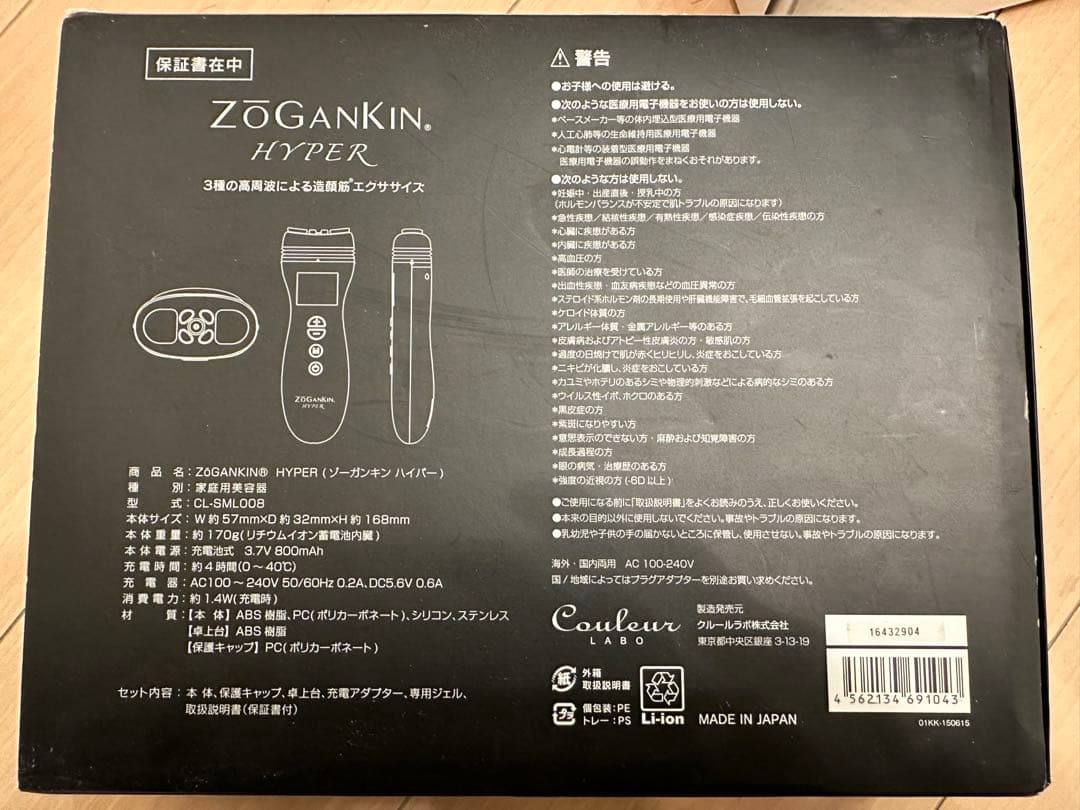 保証書在中
ZōGANKIN®
HYPER
3種の高周波による造顔筋®エクササイズ
ZōGANKIN®
HYPER
商品名:ZōGANKIN® HYPER(ゾーガンキン ハイパー)
種別:家庭用美容器
型式:CL-SML008
本体サイズ:W約57mm×D約32mm×H約168mm
本体重量:約170g(リチウムイオン蓄電池内臓)
本体電源:充電池式 3.7V 800mAh
充電時間:約4時間(0~40℃)
充電器:AC100~240V 50/60Hz 0.2A、DC5.6V 0.6A
消費電力:約1.4W(充電時)
材質:【本体】ABS樹脂、PC(ポリカーボネート)、シリコン、ステンレス
【卓上台】ABS樹脂
【保護キャップ】PC(ポリカーボネート)
セット内容:本体、保護キャップ、卓上台、充電アダプター、専用ジェル、
取扱説明書(保証書付)
⚠警告
●お子様への使用は避ける。
●次のような医療用電子機器をお使いの方は使用しない。
*ペースメーカー等の体内埋込型医療用電子機器
*人工心肺等の生命維持用医療用電子機器
*心電計等の装着型医療用電子機器
医療用電子機器の誤動作をまねくおそれがあります。
●次のような方は使用しない。
*妊娠中・出産直後・授乳中の方
(ホルモンバランスが不安定で肌トラブルの原因になります)
*急性疾患/結核性疾患/有熱性疾患/感染症疾患/伝染性疾患の方
*心臓に疾患がある方
*内臓に疾患がある方
*高血圧の方
*医師の治療を受けている方
*出血性疾患・血友病疾患などの血圧異常の方
*ステロイド系ホルモン剤の長期使用や肝臓機能障害で、毛細血管拡張を起こしている方
*ケロイド体質の方
*アレルギー体質・金属アレルギー等のある方
*皮膚病およびアトピー性皮膚炎の方・敏感肌の方
*過度の日焼けで肌が赤くヒリヒリし、炎症をおこしている方
*ニキビが化膿し、炎症をおこしている方
*カユミやホテリのあるシミや物理的刺激などによる病的なシミのある方
*ウイルス性イボ、ホクロのある方
*黒皮症の方
*紫斑になりやすい方
*意思表示のできない方・麻酔および知覚障害の方
*成長過程の方
*眼の病気・治療歴のある方
*強度の近視の方(-6D以上)
●ご使用になる前に「取扱説明書」をよくお読みのうえ、正しくお使いください。
●本来の目的以外に使用しないでください。事故やトラブルの原因になります。
●乳幼児や子供の手の届かないところに保管し、使用させない。事故やトラブルの原因になります。
海外・国内両用 AC 100-240V
国/地域によってはプラグアダプターを別途お買い求めください。
Couleur
LABO
製造発売元
クルールラボ株式会社
東京都中央区銀座3-13-19
紙
外箱
取扱説明書
プラ
個包装:PE
トレー:PS
Li-ion
MADE IN JAPAN
16432904
4 562134 691043
01KK-150615